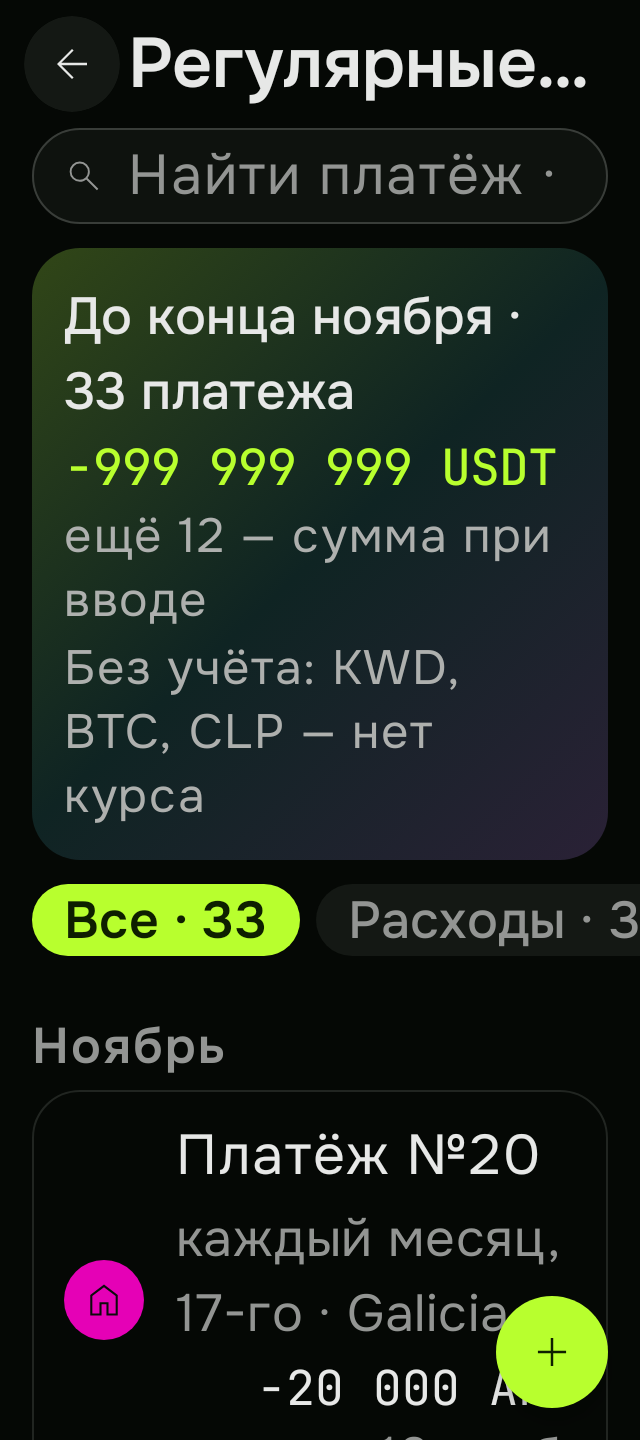 Регулярные...
Найти платёж ·
До конца ноября ·
33 платежа
-999 999 999 USDT
ещё 12 — сумма при
вводе
Без учёта: KWD,
BTC, CLP — нет
курса
Все · 33
Расходы · 3
Ноябрь
Платёж №20
каждый месяц,
17-го · Galicia
-20 000